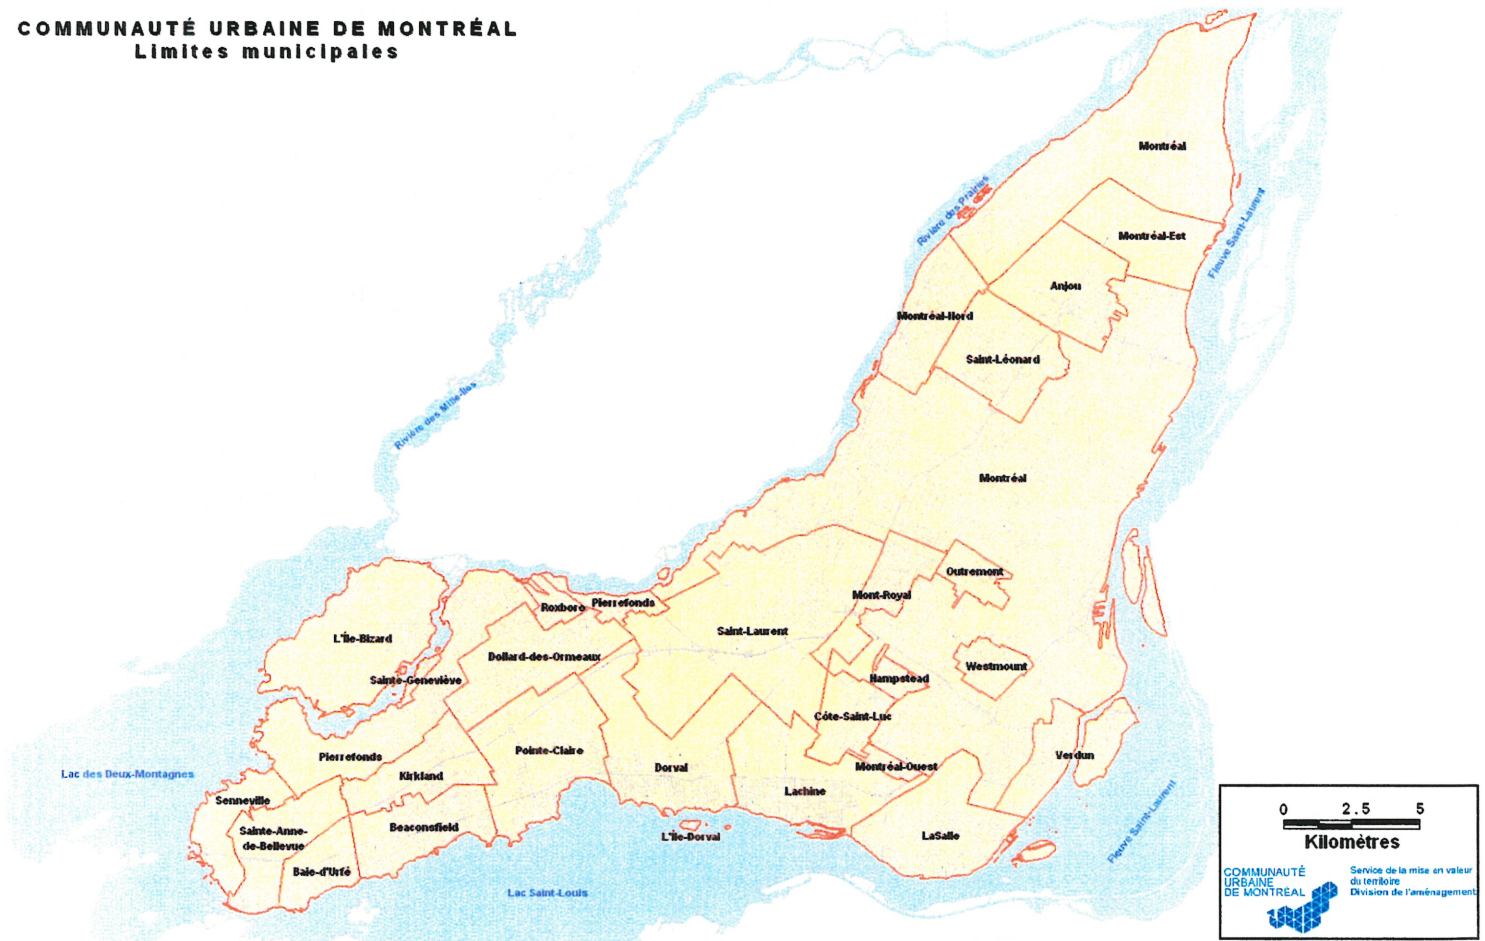 COMMUNAUTÉ URBAINE DE MONTRÉAL
Limites municipales
Montréal
Rivière des Prairies
Fleuve Saint-Laurent
Montréal-Est
Anjou
Montréal-Nord
Saint-Léonard
Rivière des Mille-Iles
Montréal
Outremont
Mont-Royal
Roxboro
Pierrefonds
Saint-Laurent
L'Île-Bizard
Dollard-des-Ormeaux
Westmount
Sainte-Geneviève
Hampstead
Côte-Saint-Luc
Pointe-Claire
Pierrefonds
Verdun
Dorval
Montréal-Ouest
Lac des Deux-Montagnes
Kirkland
Lachine
Senneville
Beaconsfield
Sainte-Anne-
de-Bellevue
L'Île-Dorval
LaSalle
Fleuve Saint-Laurent
Baie-d'Urfé
Lac Saint-Louis
0 2.5 5
Kilomètres
COMMUNAUTÉ
URBAINE
DE MONTRÉAL
Service de la mise en valeur
du territoire
Division de l'aménagement